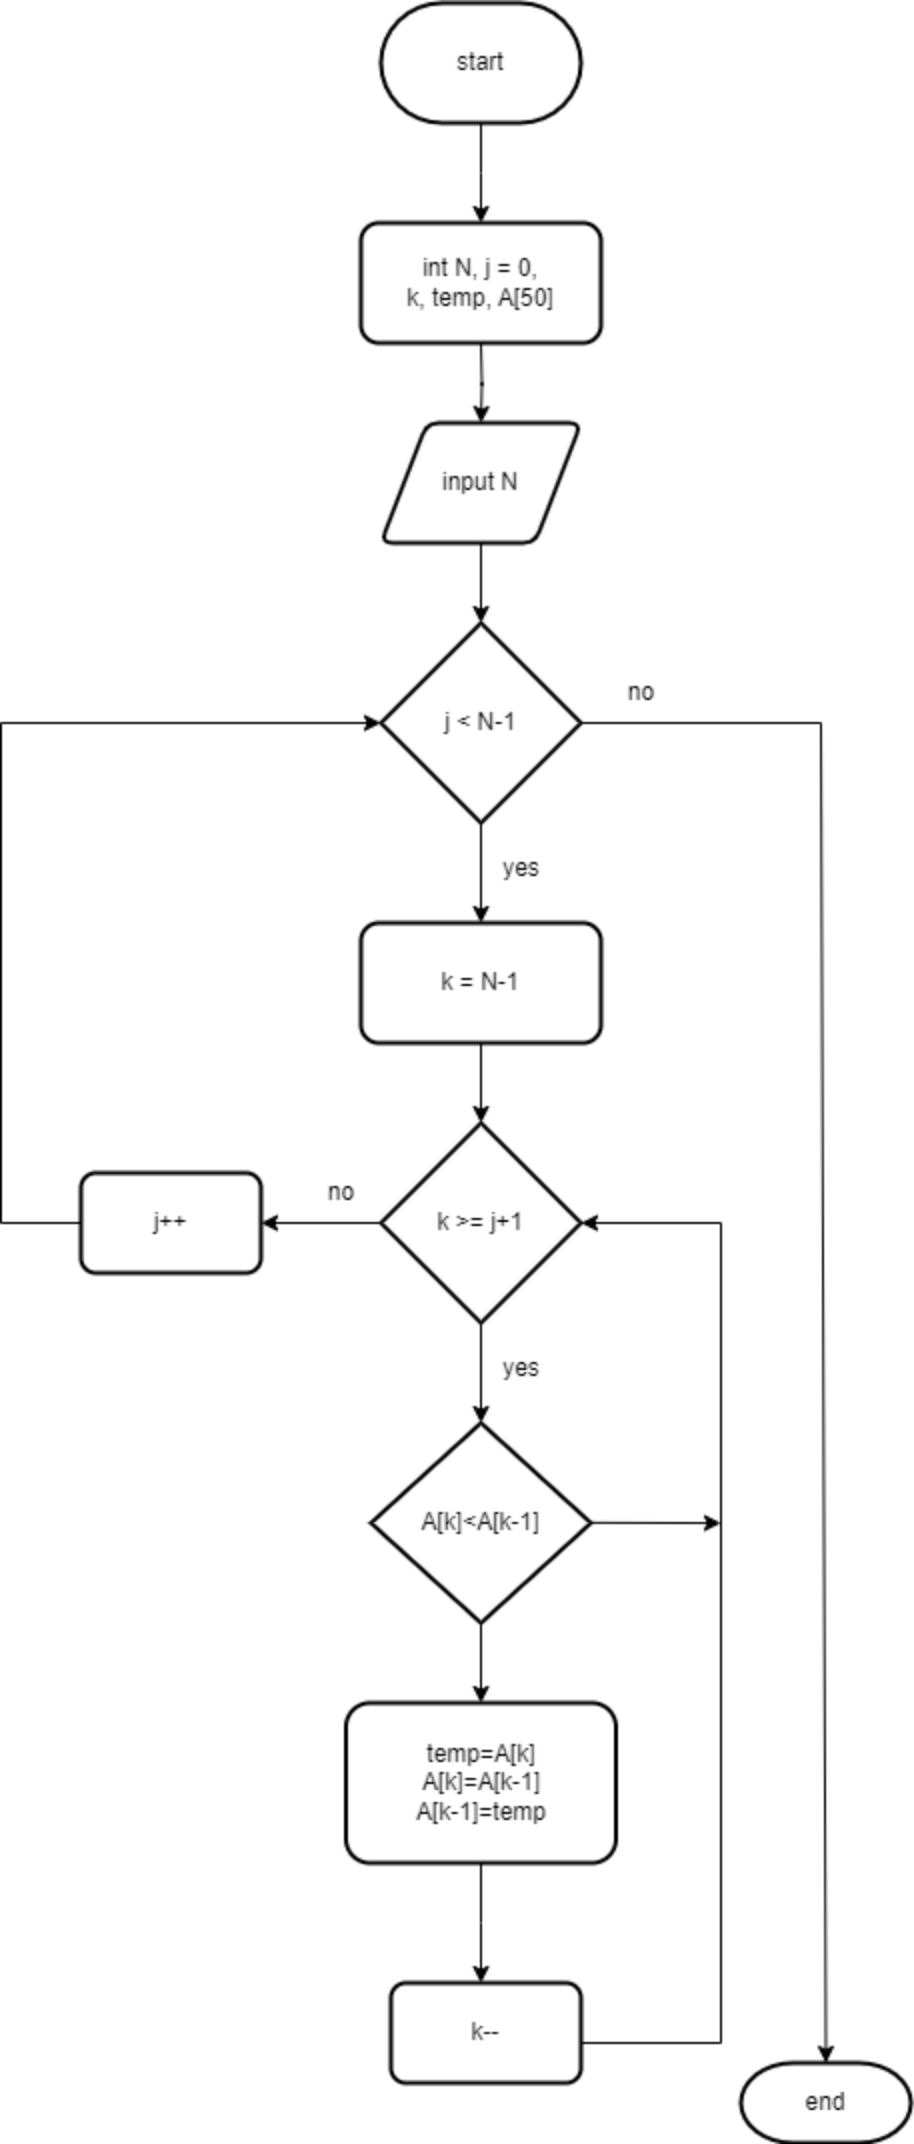 start
int N, j = 0,
k, temp, A[50]
input N
j < N-1
no
yes
k = N-1
k >= j+1
no
j++
yes
A[k]<A[k-1]
temp=A[k]
A[k]=A[k-1]
A[k-1]=temp
k--
end